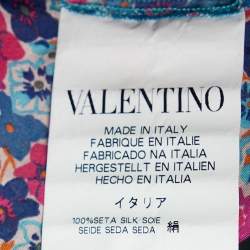 VALENTINO
MADE IN ITALY
FABRIQUE EN ITALIE
FABRICADO NA ITALIA
HERGESTELLT EN ITALIEN
HECHO EN ITALIA
イタリア
100%SETA SILK SOIE
SEIDE SEDA SEDA 絹